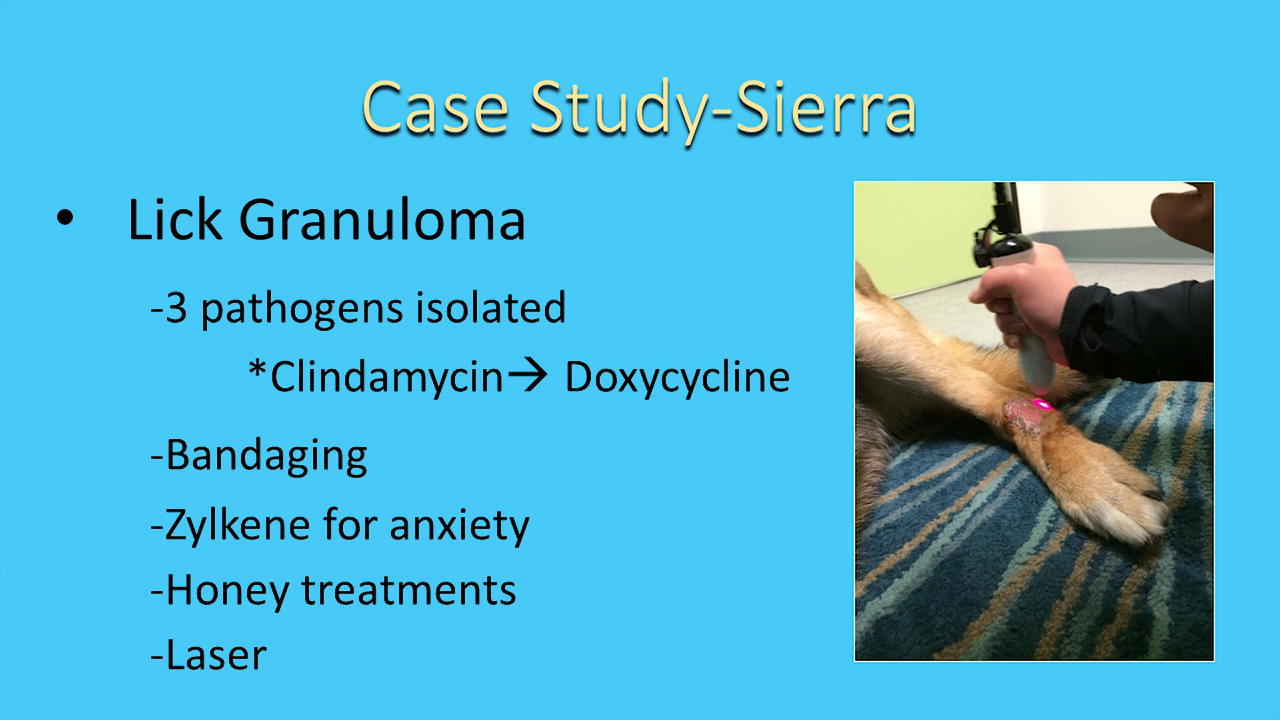 Case Study-Sierra
• Lick Granuloma
-3 pathogens isolated
*Clindamycin→ Doxycycline
-Bandaging
-Zylkene for anxiety
-Honey treatments
-Laser